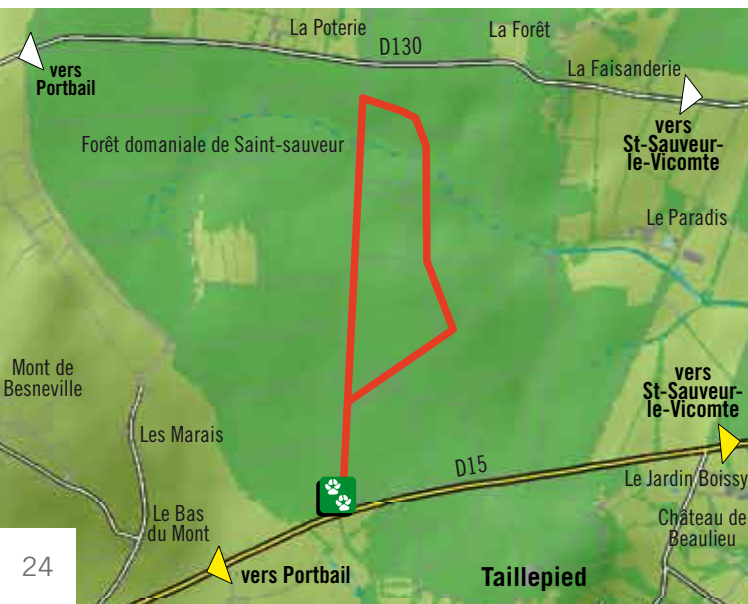 La Poterie
La Forêt
D130
vers
Portbail
La Faisanderie
vers
St-Sauveur-
le-Vicomte
Forêt domaniale de Saint-sauveur
Le Paradis
Mont de
Besneville
vers
St-Sauveur-
le-Vicomte
Les Marais
D15
Le Jardin Boissy
Le Bas
du Mont
Château de
Beaulieu
24
vers Portbail
Taillepied